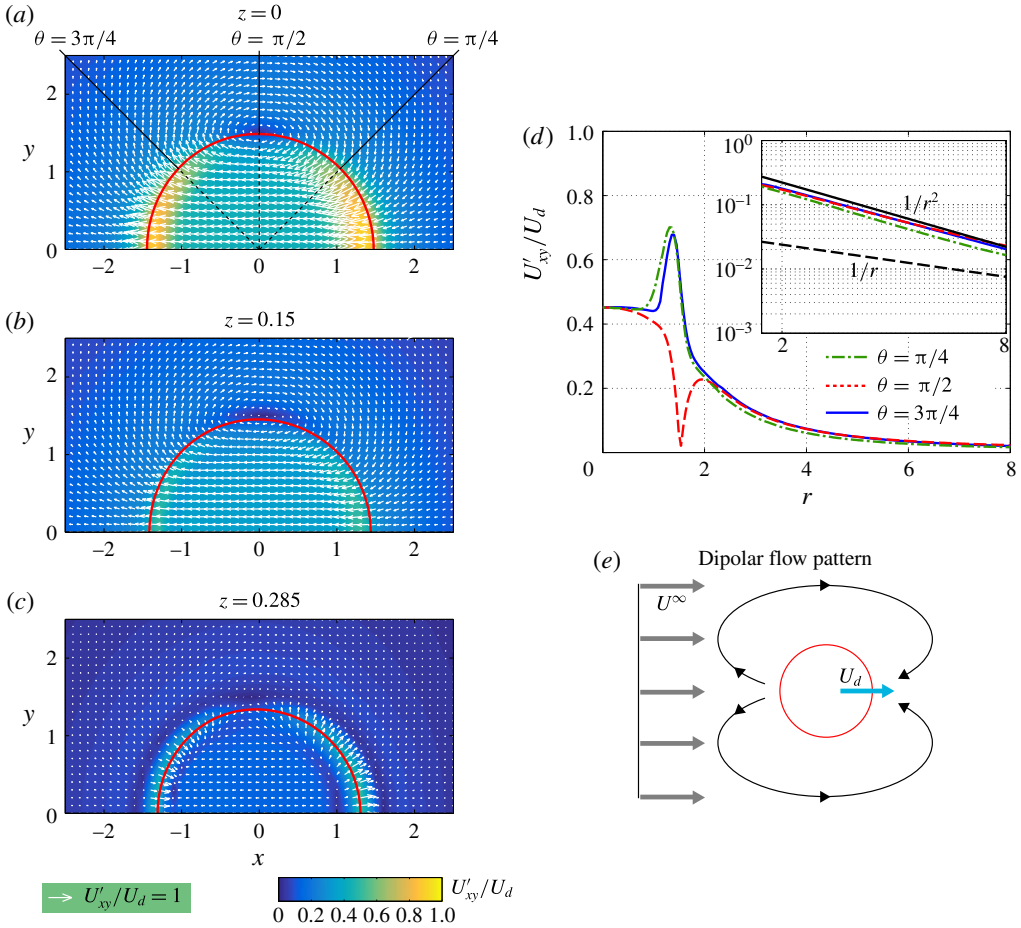 (a)
z = 0
θ = 3π/4
θ = π/2
θ = π/4
2
y
1
0
−2
−1
0
1
2
(b)
z = 0.15
2
y
1
0
−2
−1
0
1
2
(c)
z = 0.285
2
y
1
0
−2
−1
0
1
2
x
U′xy/Ud = 1
U′xy/Ud
0
0.2
0.4
0.6
0.8
1.0
(d)
1.0
0.8
0.6
0.4
0.2
0
2
4
6
8
U′xy/Ud
r
10^0
10^−1
10^−2
10^−3
2
8
1/r^2
1/r
θ = π/4
θ = π/2
θ = 3π/4
(e)
Dipolar flow pattern
U^∞
Ud